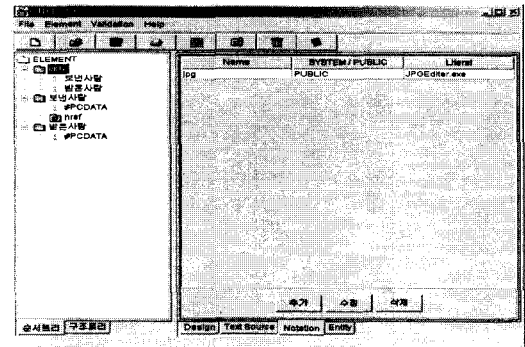 File Element Validation Help
ELEMENT
보낸사람
받는사람
보낸사람
#PCDATA
href
받는사람
#PCDATA
순서트리 구조트리
Name SYSTEM / PUBLIC Literal
jpg PUBLIC JPGEditer.exe
추가 수정 삭제
Design Text Source Notation Entity